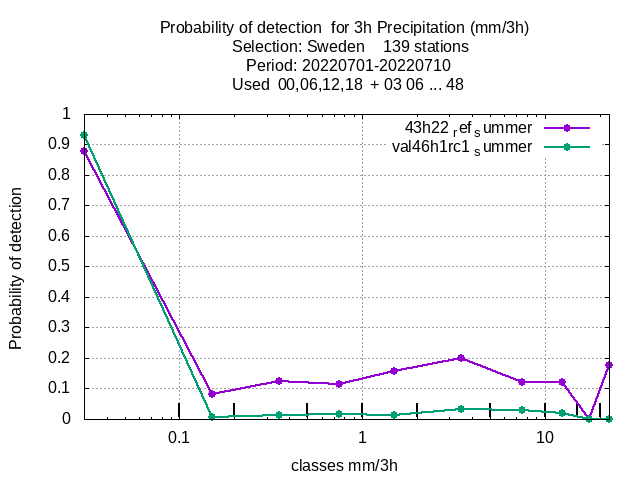 Probability of detection  for 3h Precipitation (mm/3h)
Selection: Sweden    139 stations
Period: 20220701-20220710
Used  00,06,12,18  + 03 06 ... 48
43h22 ref summer
val46h1rc1 summer
1
0.9
0.8
0.7
0.6
0.5
0.4
0.3
0.2
0.1
0
Probability of detection
0.1 1 10
classes mm/3h